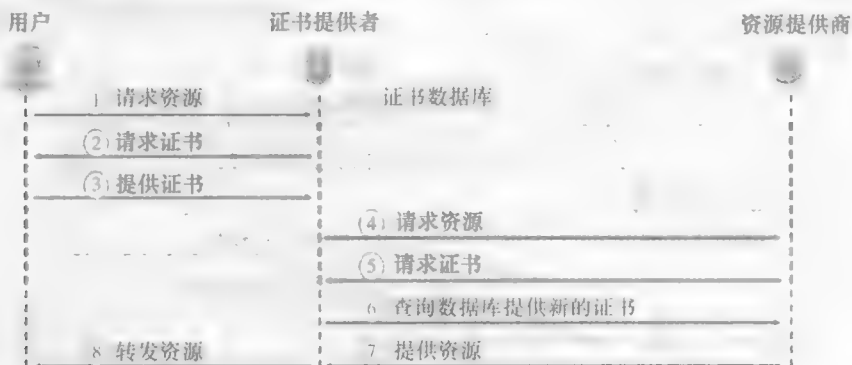 用户
证书提供者
资源提供商
1 请求资源
证书数据库
② 请求证书
③ 提供证书
④ 请求资源
⑤ 请求证书
6 查询数据库提供新的证书
8 转发资源
7 提供资源